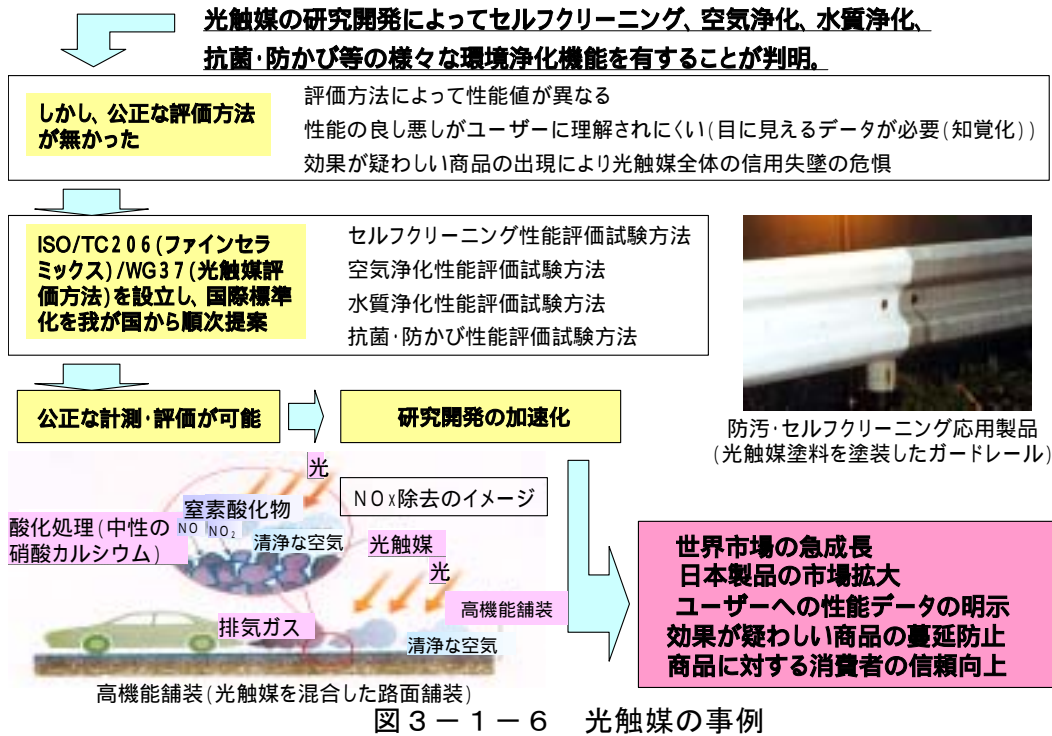 光触媒の研究開発によってセルフクリーニング、空気浄化、水質浄化、
抗菌・防かび等の様々な環境浄化機能を有することが判明。
しかし、公正な評価方法
が無かった
評価方法によって性能値が異なる
性能の良し悪しがユーザーに理解されにくい(目に見えるデータが必要(知覚化))
効果が疑わしい商品の出現により光触媒全体の信用失墜の危惧
ISO/TC206(ファインセラ
ミックス)/WG37(光触媒評
価方法)を設立し、国際標準
化を我が国から順次提案
セルフクリーニング性能評価試験方法
空気浄化性能評価試験方法
水質浄化性能評価試験方法
抗菌・防かび性能評価試験方法
公正な計測・評価が可能
研究開発の加速化
防汚・セルフクリーニング応用製品
(光触媒塗料を塗装したガードレール)
光
NOx除去のイメージ
窒素酸化物
NO NO2
酸化処理(中性の
硝酸カルシウム)
清浄な空気
光触媒
光
高機能舗装
排気ガス
清浄な空気
高機能舗装(光触媒を混合した路面舗装)
世界市場の急成長
日本製品の市場拡大
ユーザーへの性能データの明示
効果が疑わしい商品の蔓延防止
商品に対する消費者の信頼向上
図3-1-6 光触媒の事例